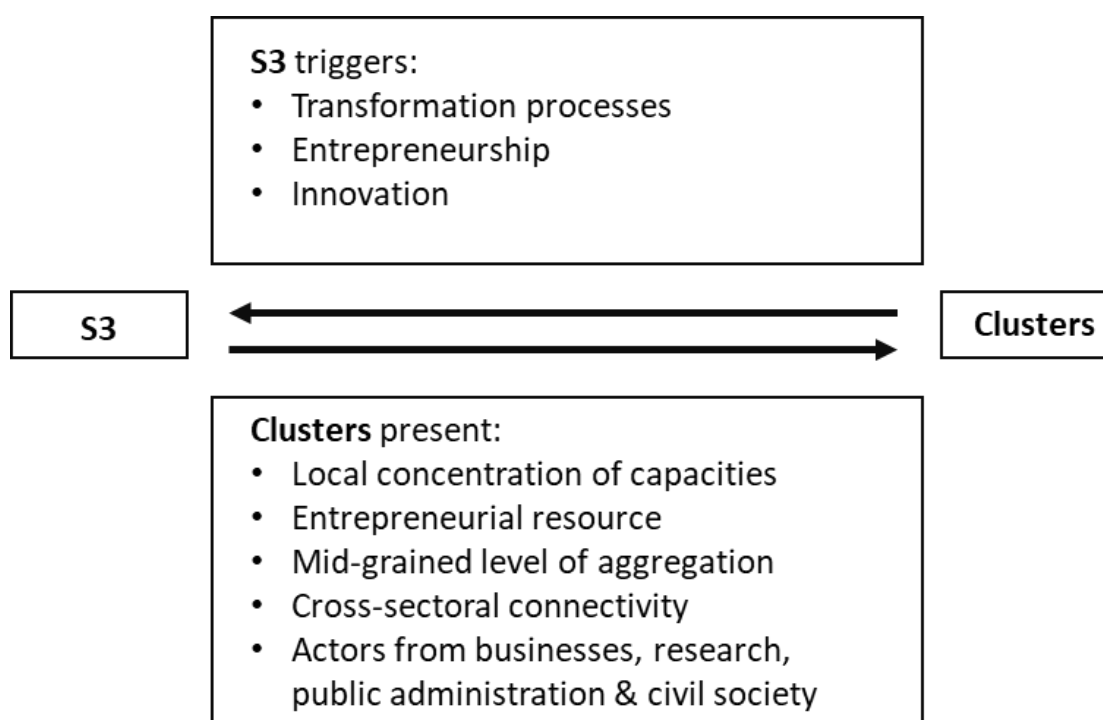 S3 triggers:
• Transformation processes
• Entrepreneurship
• Innovation
S3
Clusters
Clusters present:
• Local concentration of capacities
• Entrepreneurial resource
• Mid-grained level of aggregation
• Cross-sectoral connectivity
• Actors from businesses, research,
public administration & civil society